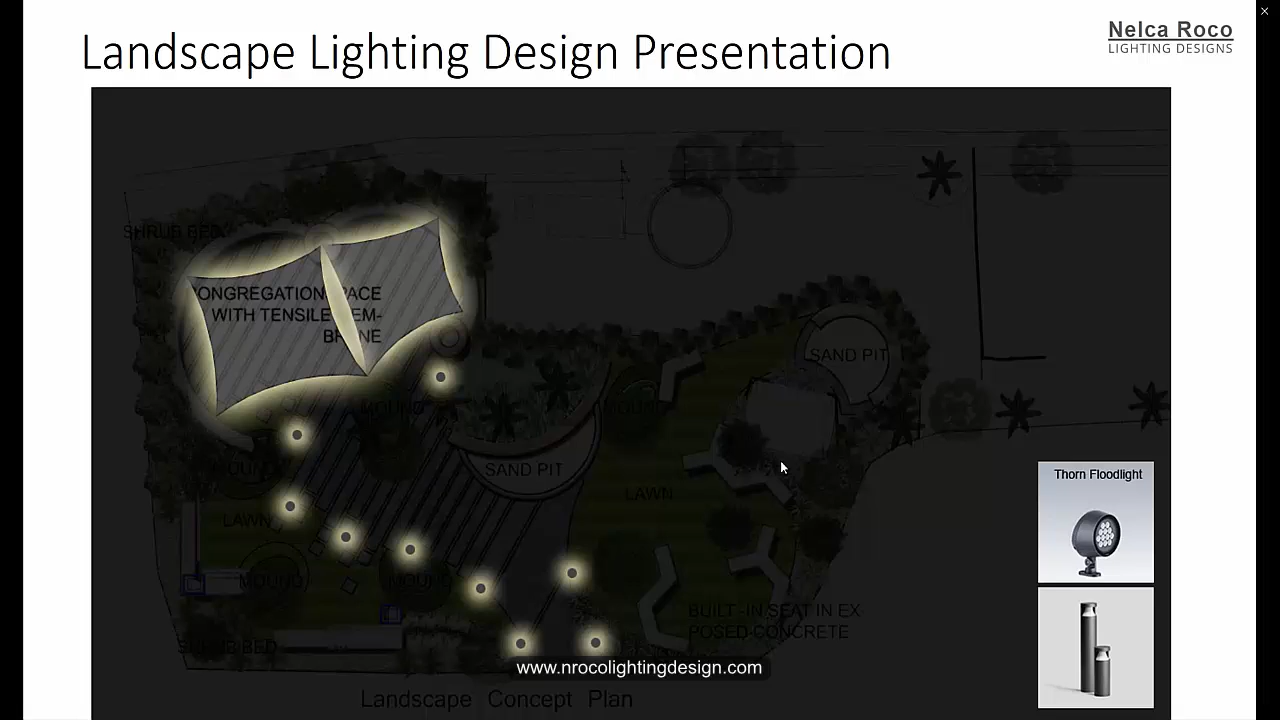 Landscape Lighting Design Presentation
Nelca Roco
LIGHTING DESIGNS
SHRUB BED
CONGREGATION SPACE
WITH TENSILE MEM-
BRANE
SAND PIT
MOUND
MOUND
MOUND
SAND PIT
LAWN
LAWN
MOUND
MOUND
BUILT-IN SEAT IN EX
POSED CONCRETE
SHRUB BED
Thorn Floodlight
www.nrocolightingdesign.com
Landscape Concept Plan